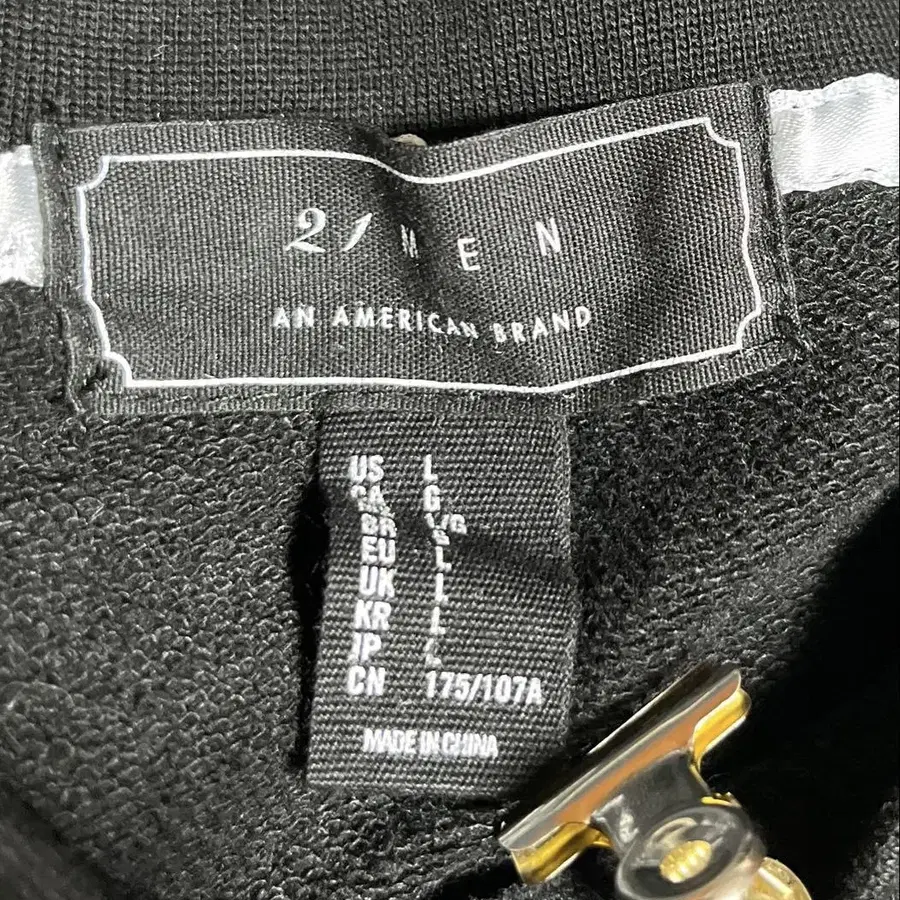 21 MEN
AN AMERICAN BRAND
US L
CA G
BR G
EU L
UK L
KR L
JP L
CN 175/107A
MADE IN CHINA